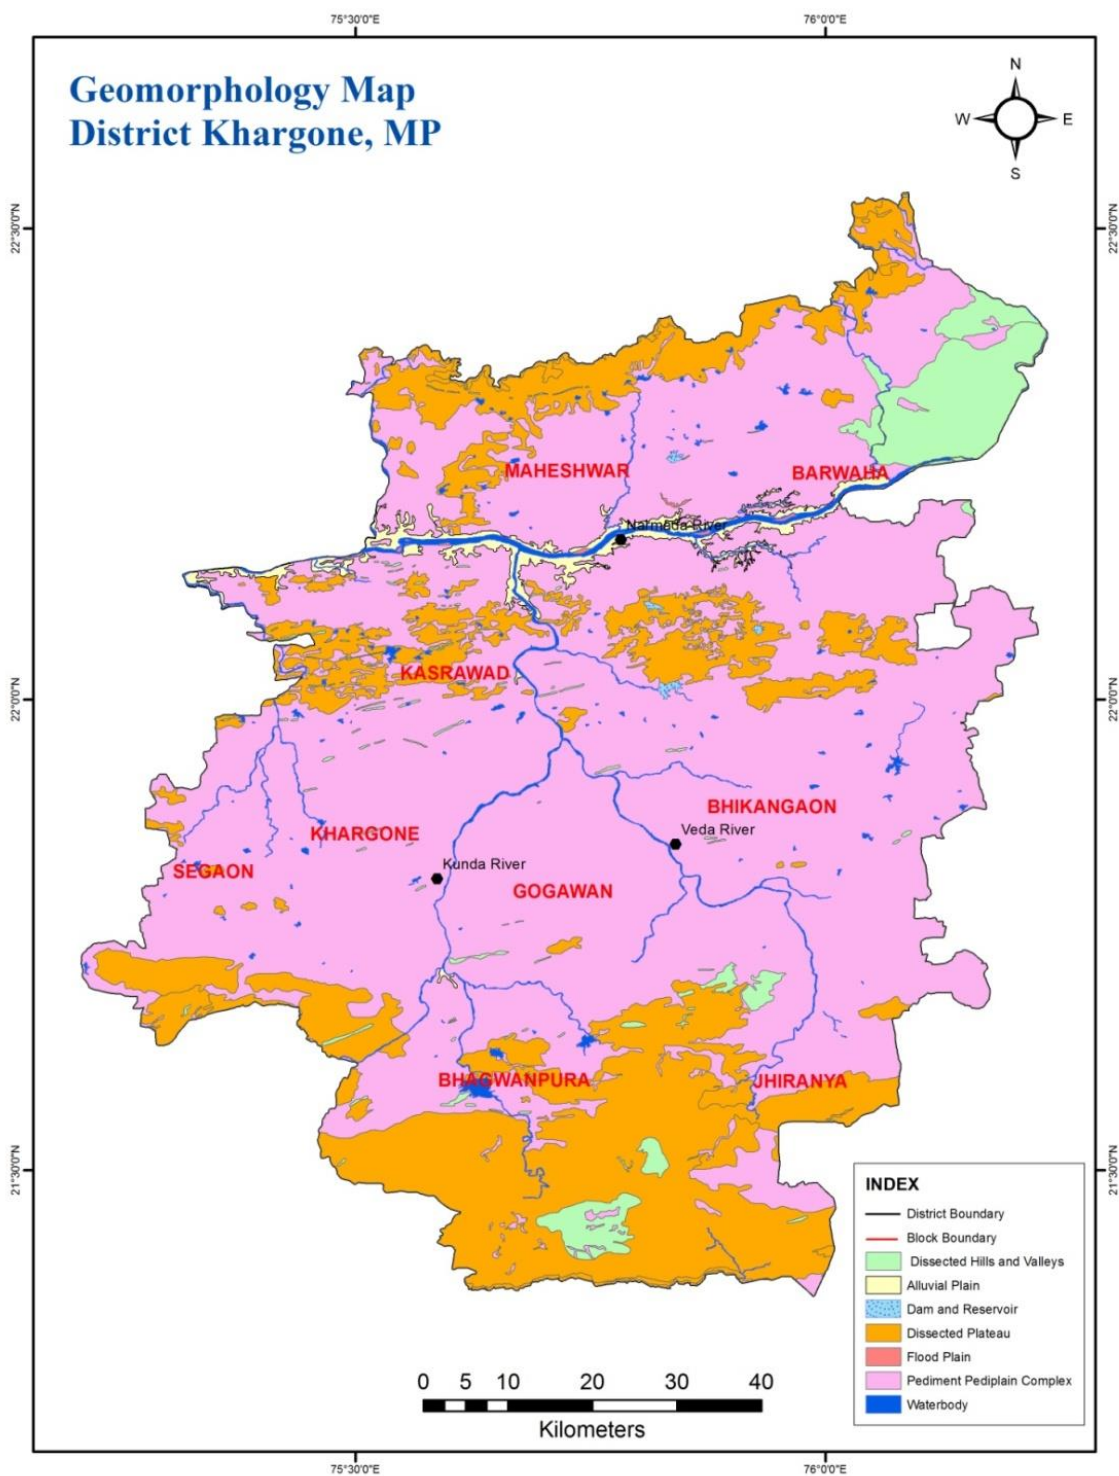 75°30'0"E
76°0'0"E
Geomorphology Map
District Khargone, MP
N
W
E
S
22°30'0"N
22°30'0"N
MAHESHWAR
BARWAHA
Narmada River
KASRAWAD
22°0'0"N
22°0'0"N
BHIKANGAON
KHARGONE
Veda River
SEGAON
Kunda River
GOGAWAN
BHAGWANPURA
JHIRANYA
21°30'0"N
21°30'0"N
INDEX
District Boundary
Block Boundary
Dissected Hills and Valleys
Alluvial Plain
Dam and Reservoir
Dissected Plateau
Flood Plain
Pediment Pediplain Complex
Waterbody
0 5 10 20 30 40
Kilometers
75°30'0"E
76°0'0"E